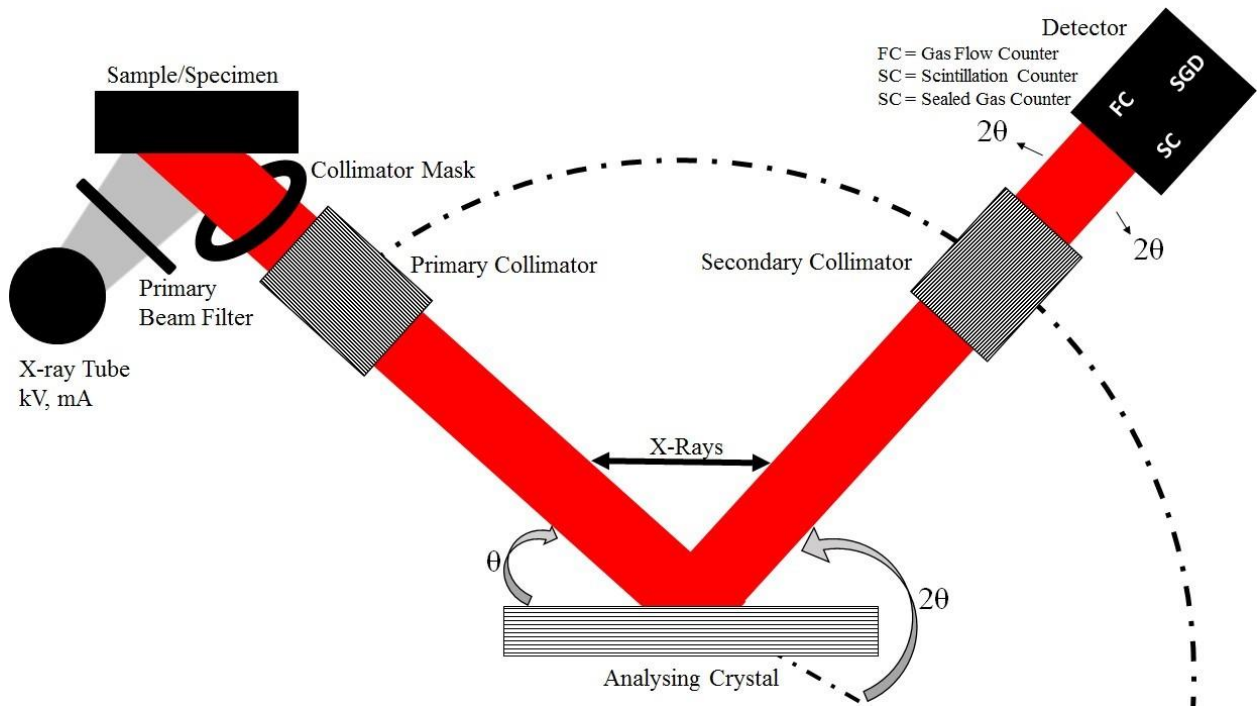 Detector
FC = Gas Flow Counter
SC = Scintillation Counter
SC = Sealed Gas Counter
FC
SGD
SC
2θ
2θ
Sample/Specimen
Collimator Mask
Primary Collimator
Secondary Collimator
Primary
Beam Filter
X-ray Tube
kV, mA
X-Rays
θ
2θ
Analysing Crystal